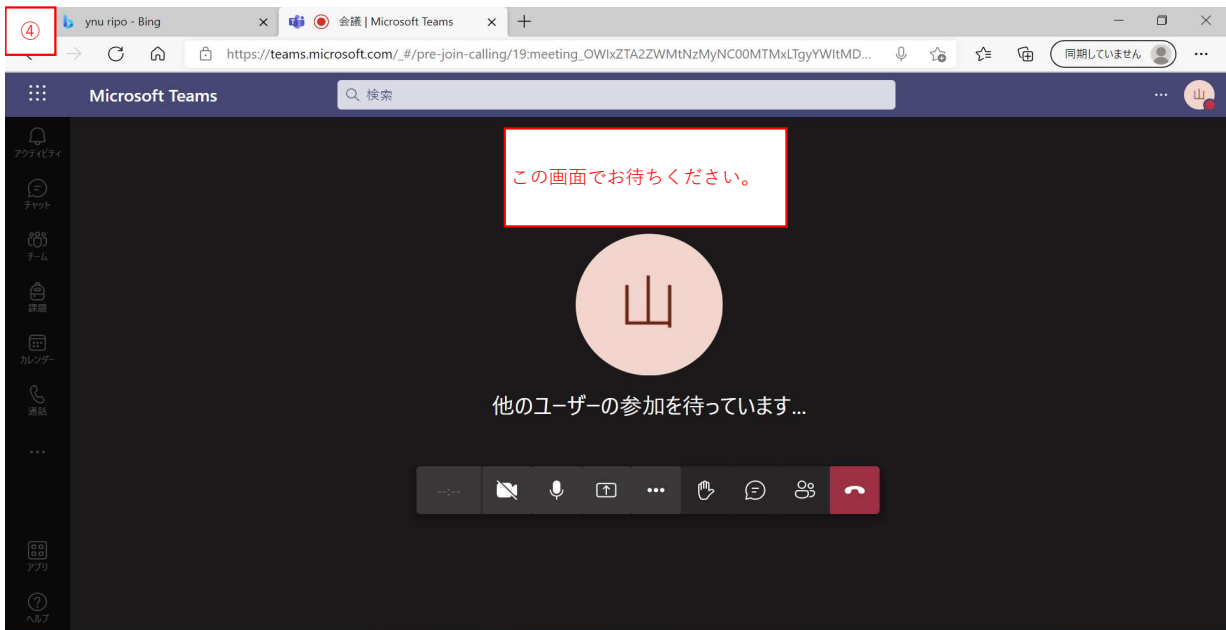 ④
ynu ripo - Bing
会議 | Microsoft Teams
https://teams.microsoft.com/_#/pre-join-calling/19:meeting_OWIxZTA2ZWMtNzMyNC00MTMxLTgyYWItMD...
同期していません
Microsoft Teams
検索
山
アクティビティ
チャット
チーム
課題
カレンダー
通話
アプリ
ヘルプ
この画面でお待ちください。
山
他のユーザーの参加を待っています...
--:--